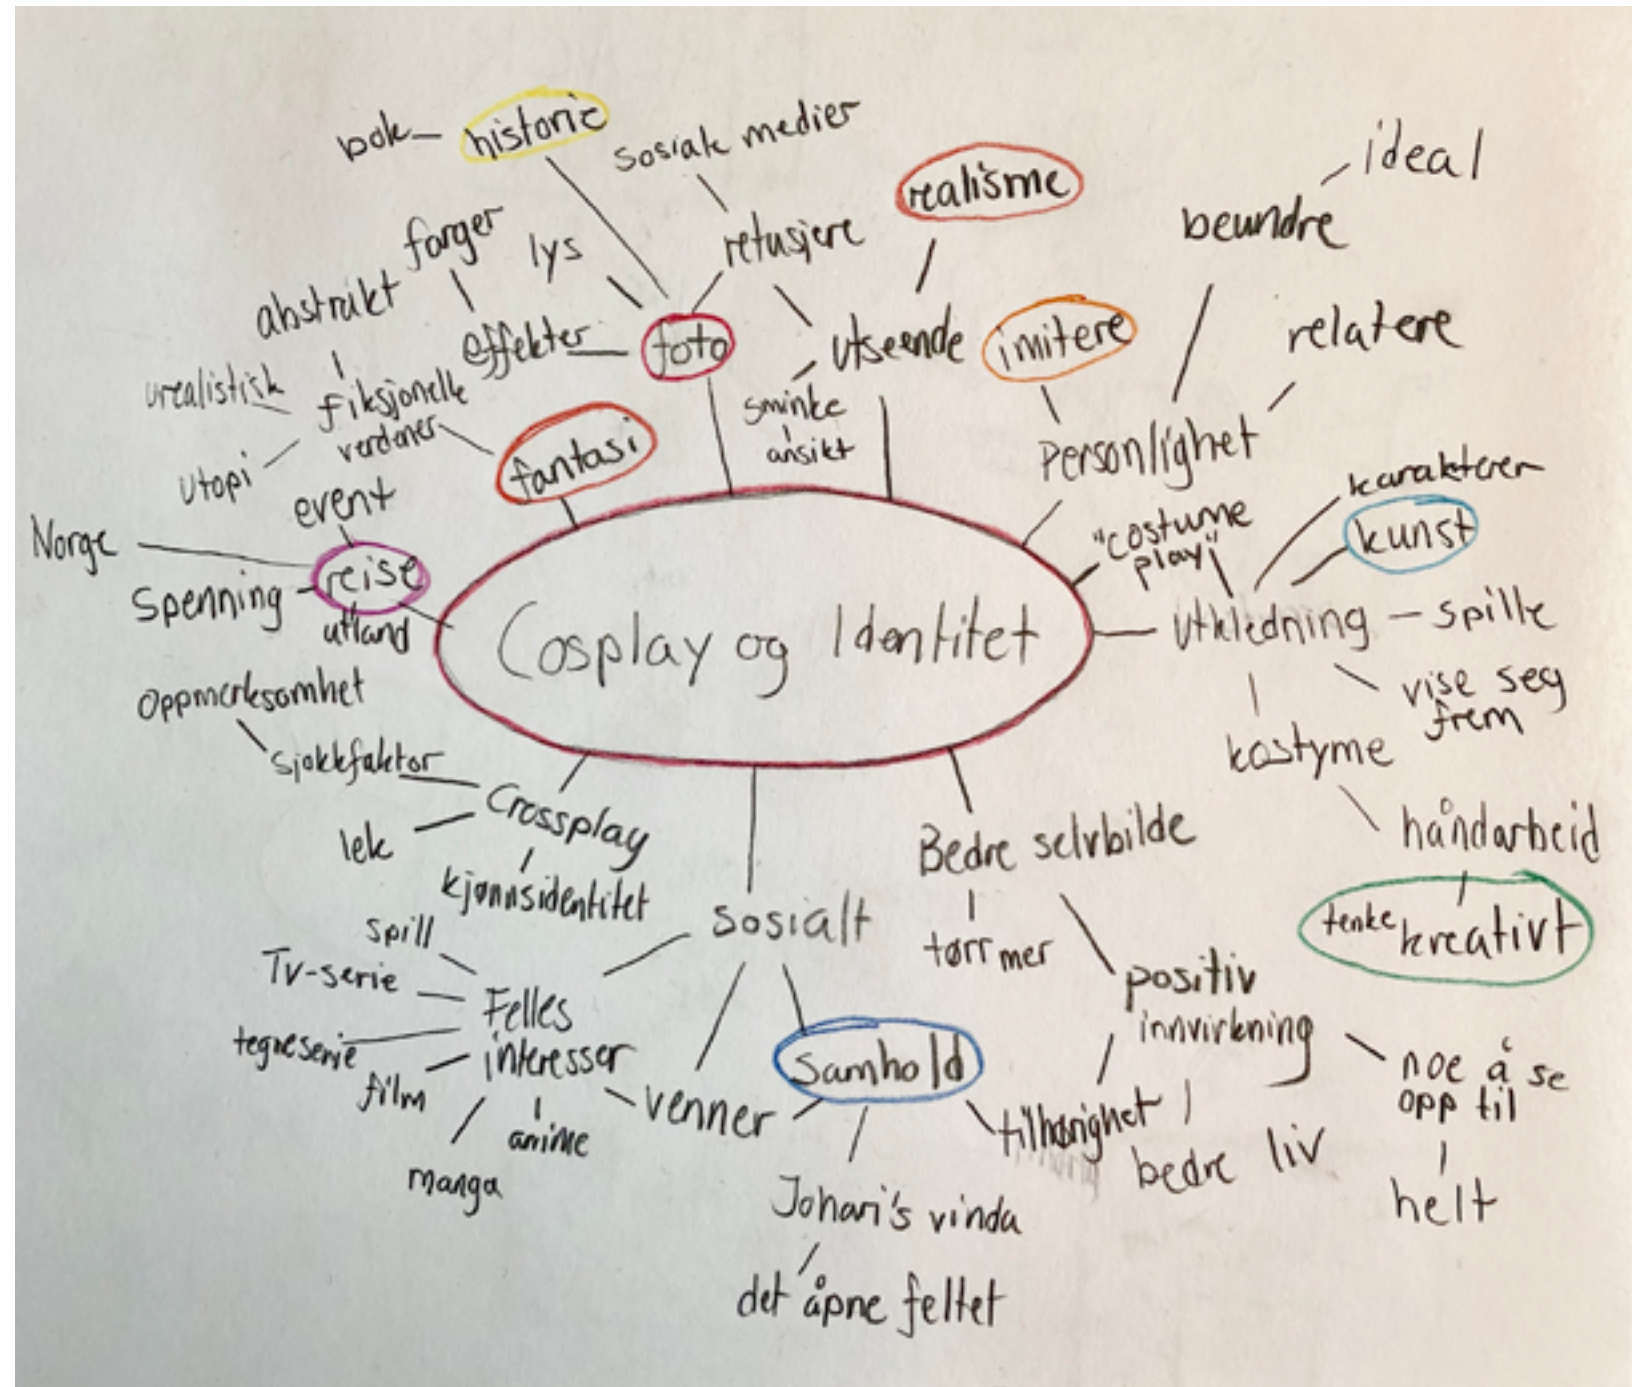 bok
historie
sosiale medier
realisme
ideal
beundre
farger
lys
retusjere
abstrakt
effekter
foto
utseende
imitere
relatere
urealistisk
fiksjonelle
verdener
sminke
ansikt
Personlighet
utopi
fantasi
event
karakterer
"costume
play"
kunst
Norge
reise
Spenning
utland
Cosplay og Identitet
Utkledning
spille
vise seg
frem
Oppmerksomhet
sjokkfaktor
kostyme
Crossplay
lek
kjønnsidentitet
Bedre selvbilde
håndarbeid
tenke
kreativt
sosialt
tørr mer
spill
Tv-serie
Felles
interesser
tegneserie
film
anime
manga
venner
samhold
positiv
innvirkning
tilhørighet
bedre liv
noe å se
opp til
helt
Johari's vindu
det åpne feltet